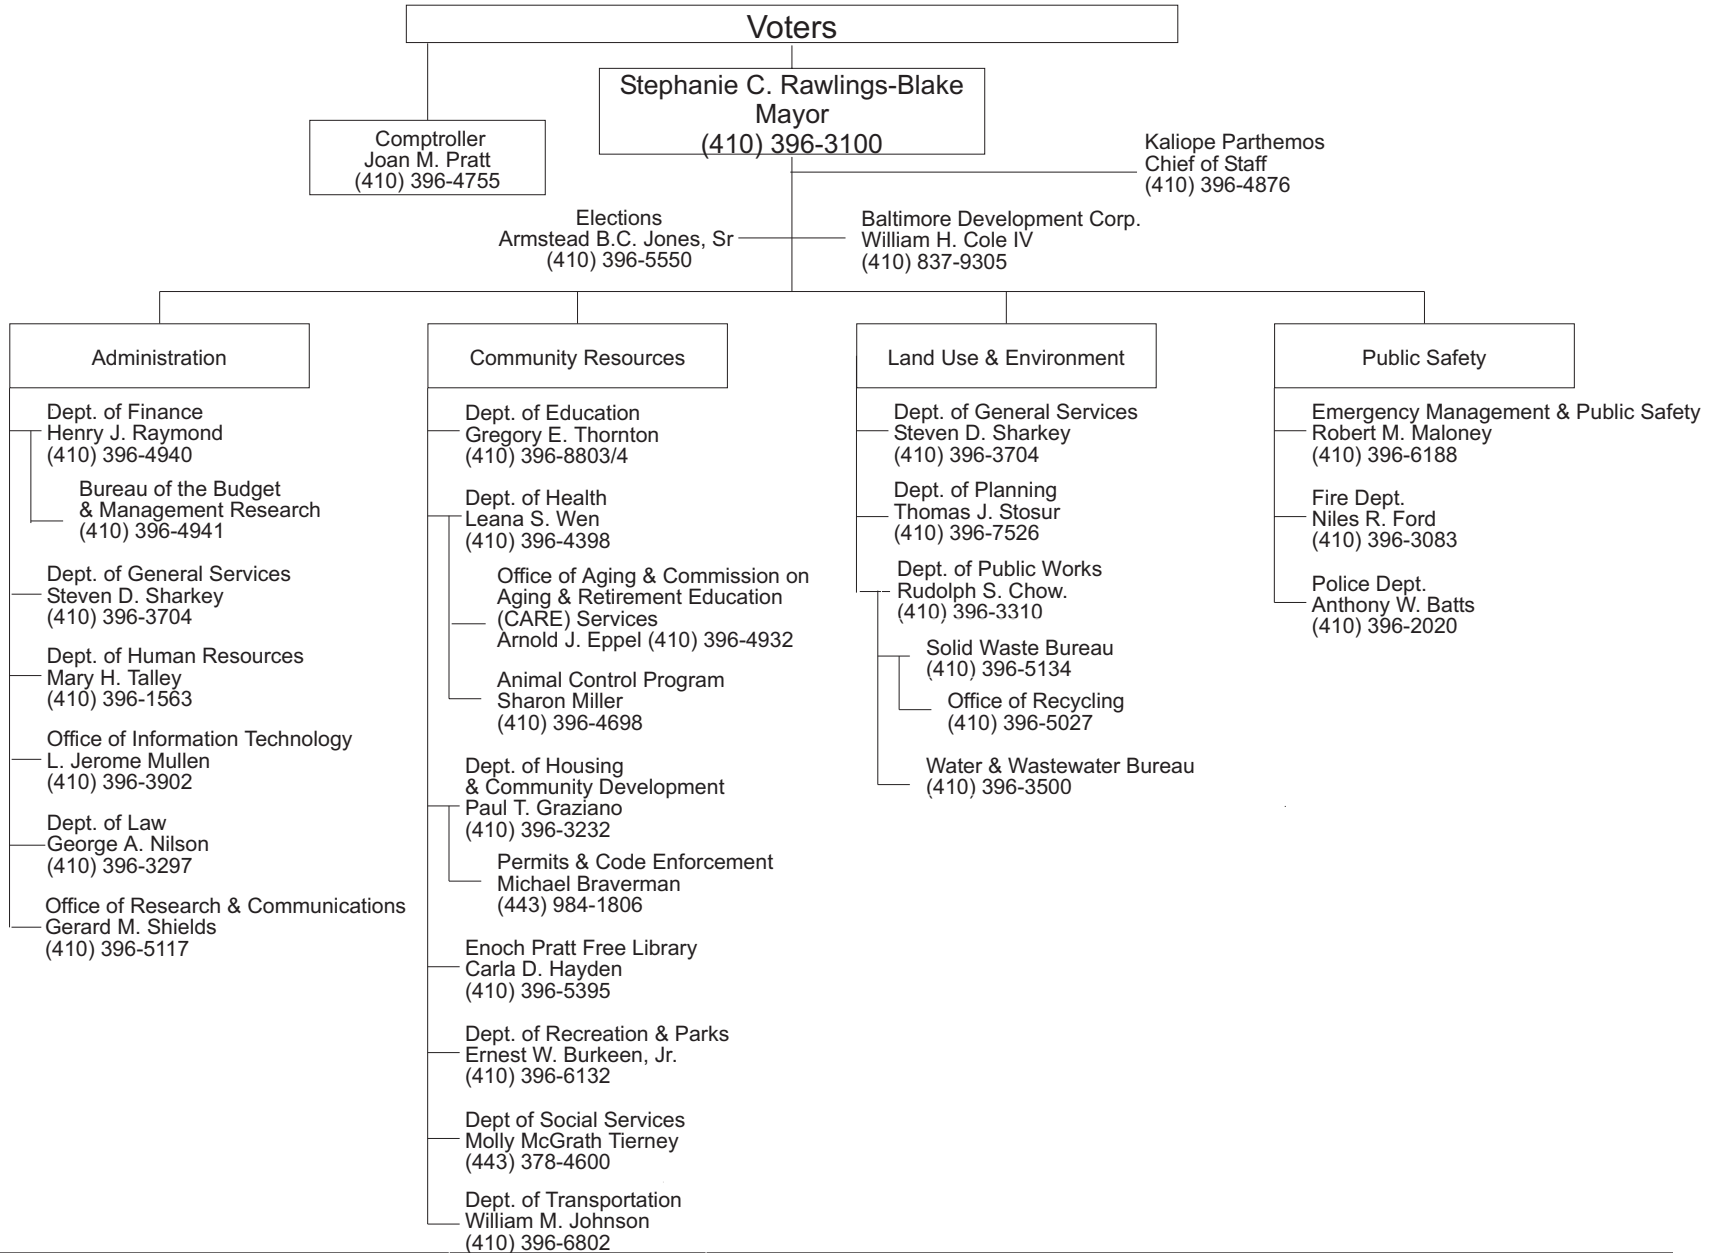 Voters
Stephanie C. Rawlings-Blake
Mayor
(410) 396-3100
Comptroller
Joan M. Pratt
(410) 396-4755
Kaliope Parthemos
Chief of Staff
(410) 396-4876
Elections
Armstead B.C. Jones, Sr
(410) 396-5550
Baltimore Development Corp.
William H. Cole IV
(410) 837-9305
Administration
Dept. of Finance
Henry J. Raymond
(410) 396-4940
Bureau of the Budget
& Management Research
(410) 396-4941
Dept. of General Services
Steven D. Sharkey
(410) 396-3704
Dept. of Human Resources
Mary H. Talley
(410) 396-1563
Office of Information Technology
L. Jerome Mullen
(410) 396-3902
Dept. of Law
George A. Nilson
(410) 396-3297
Office of Research & Communications
Gerard M. Shields
(410) 396-5117
Community Resources
Dept. of Education
Gregory E. Thornton
(410) 396-8803/4
Dept. of Health
Leana S. Wen
(410) 396-4398
Office of Aging & Commission on
Aging & Retirement Education
(CARE) Services
Arnold J. Eppel (410) 396-4932
Animal Control Program
Sharon Miller
(410) 396-4698
Dept. of Housing
& Community Development
Paul T. Graziano
(410) 396-3232
Permits & Code Enforcement
Michael Braverman
(443) 984-1806
Enoch Pratt Free Library
Carla D. Hayden
(410) 396-5395
Dept. of Recreation & Parks
Ernest W. Burkeen, Jr.
(410) 396-6132
Dept of Social Services
Molly McGrath Tierney
(443) 378-4600
Dept. of Transportation
William M. Johnson
(410) 396-6802
Land Use & Environment
Dept. of General Services
Steven D. Sharkey
(410) 396-3704
Dept. of Planning
Thomas J. Stosur
(410) 396-7526
Dept. of Public Works
Rudolph S. Chow.
(410) 396-3310
Solid Waste Bureau
(410) 396-5134
Office of Recycling
(410) 396-5027
Water & Wastewater Bureau
(410) 396-3500
Public Safety
Emergency Management & Public Safety
Robert M. Maloney
(410) 396-6188
Fire Dept.
Niles R. Ford
(410) 396-3083
Police Dept.
Anthony W. Batts
(410) 396-2020